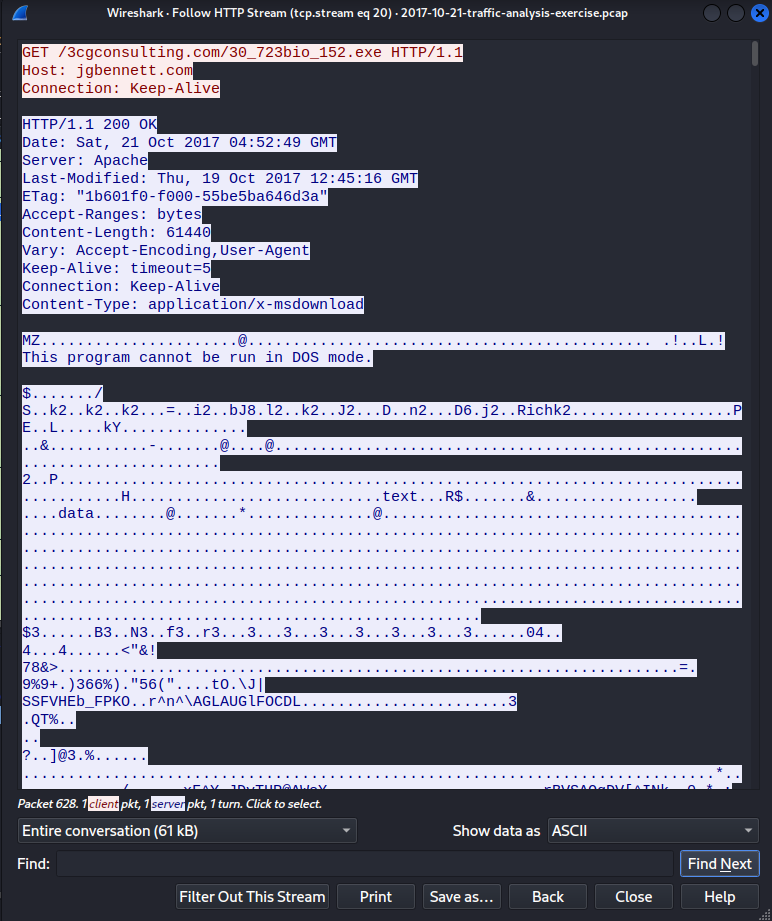 Wireshark · Follow HTTP Stream (tcp.stream eq 20) · 2017-10-21-traffic-analysis-exercise.pcap
GET /3cgconsulting.com/30_723bio_152.exe HTTP/1.1
Host: jgbennett.com
Connection: Keep-Alive
HTTP/1.1 200 OK
Date: Sat, 21 Oct 2017 04:52:49 GMT
Server: Apache
Last-Modified: Thu, 19 Oct 2017 12:45:16 GMT
ETag: "1b601f0-f000-55be5ba646d3a"
Accept-Ranges: bytes
Content-Length: 61440
Vary: Accept-Encoding,User-Agent
Keep-Alive: timeout=5
Connection: Keep-Alive
Content-Type: application/x-msdownload
MZ......................@............................................. .!..L.!
This program cannot be run in DOS mode.
$......./
S..k2..k2..k2...=..i2..bJ8.l2..k2..J2...D..n2...D6.j2..Richk2..................P
E..L.....kY..............
..&...........-.......@....@....................................................
......................
2..P............................................................................
...........H............................text...R$.......&..................
....data........@.......*..............@........................................
................................................................................
................................................................................
................................................................................
................................................................................
................................................................................
...................................................
$3......B3..N3..f3..r3...3...3...3...3...3...3...3......04..
4...4......<"&!
78&>.....................................................................=.
9%9+.)366%)."56("....tO.\J|
SSFVHEb_FPKO..r^n^\AGLAUGlFOCDL.......................3
.QT%..
..
?..]@3.%......
.............................................................................*..
Packet 628. 1 client pkt, 1 server pkt, 1 turn. Click to select.
Entire conversation (61 kB)
Show data as
ASCII
Find:
Find Next
Filter Out This Stream
Print
Save as…
Back
Close
Help